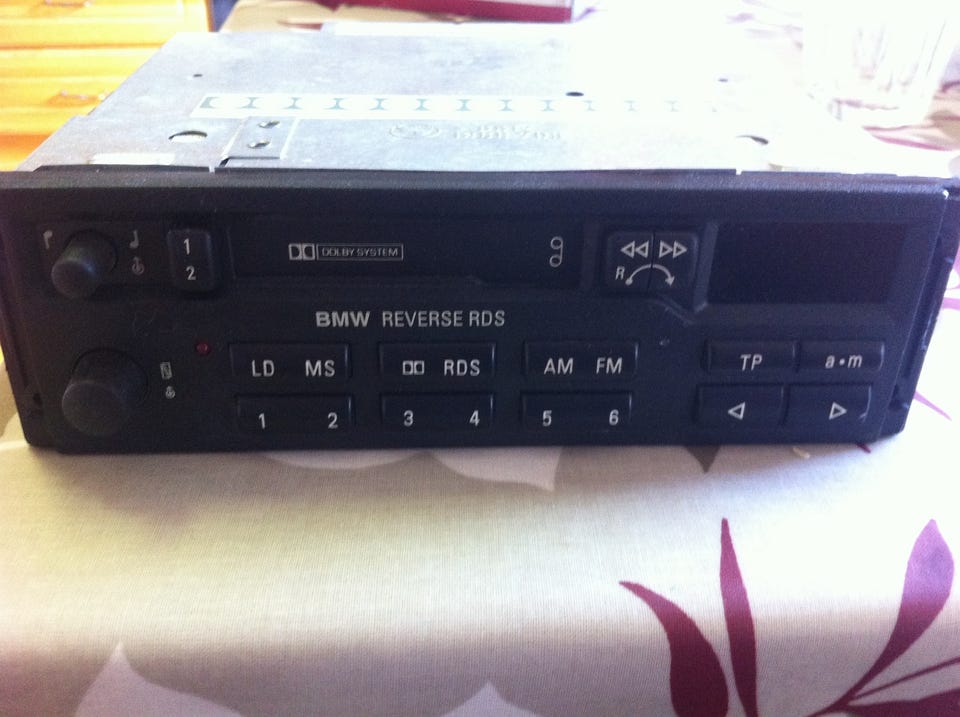 1
DOLBY SYSTEM
R
2
BMW REVERSE RDS
LD MS
RDS
AM FM
TP
a•m
1 2
3 4
5 6